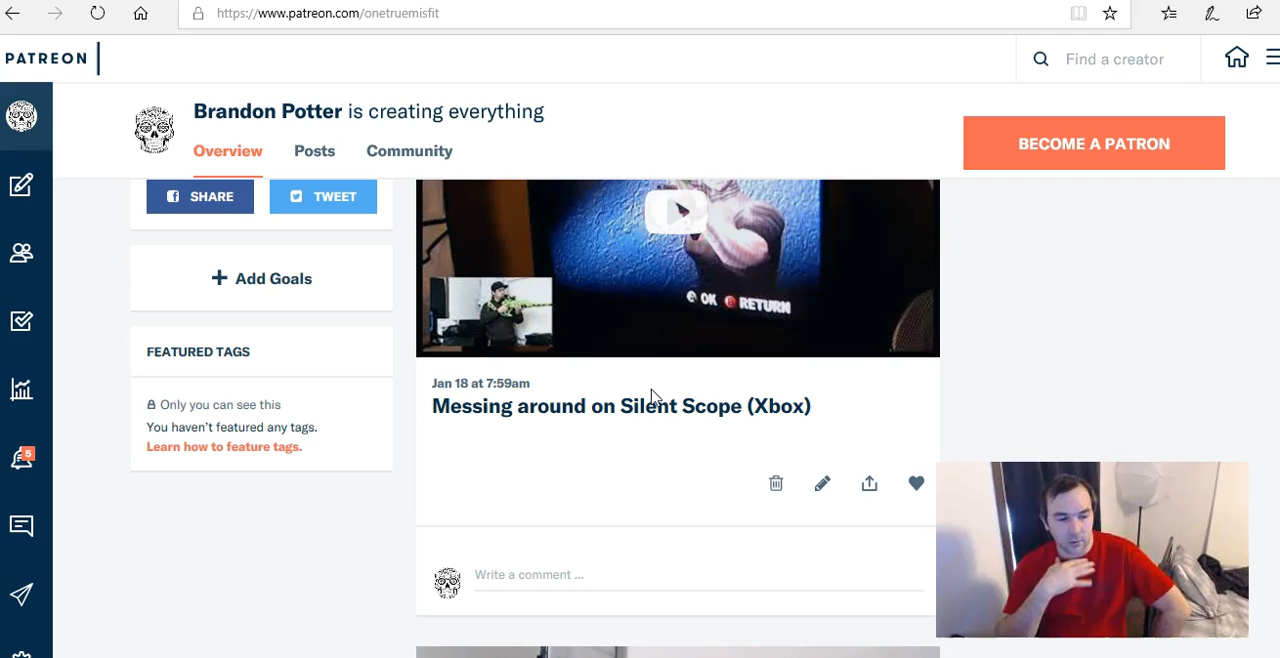 https://www.patreon.com/onetruemisfit
PATREON
Find a creator
Brandon Potter is creating everything
Overview
Posts
Community
BECOME A PATRON
SHARE
TWEET
OK RETURN
+ Add Goals
FEATURED TAGS
Only you can see this
You haven't featured any tags.
Learn how to feature tags.
Jan 18 at 7:59am
Messing around on Silent Scope (Xbox)
5
Write a comment ...